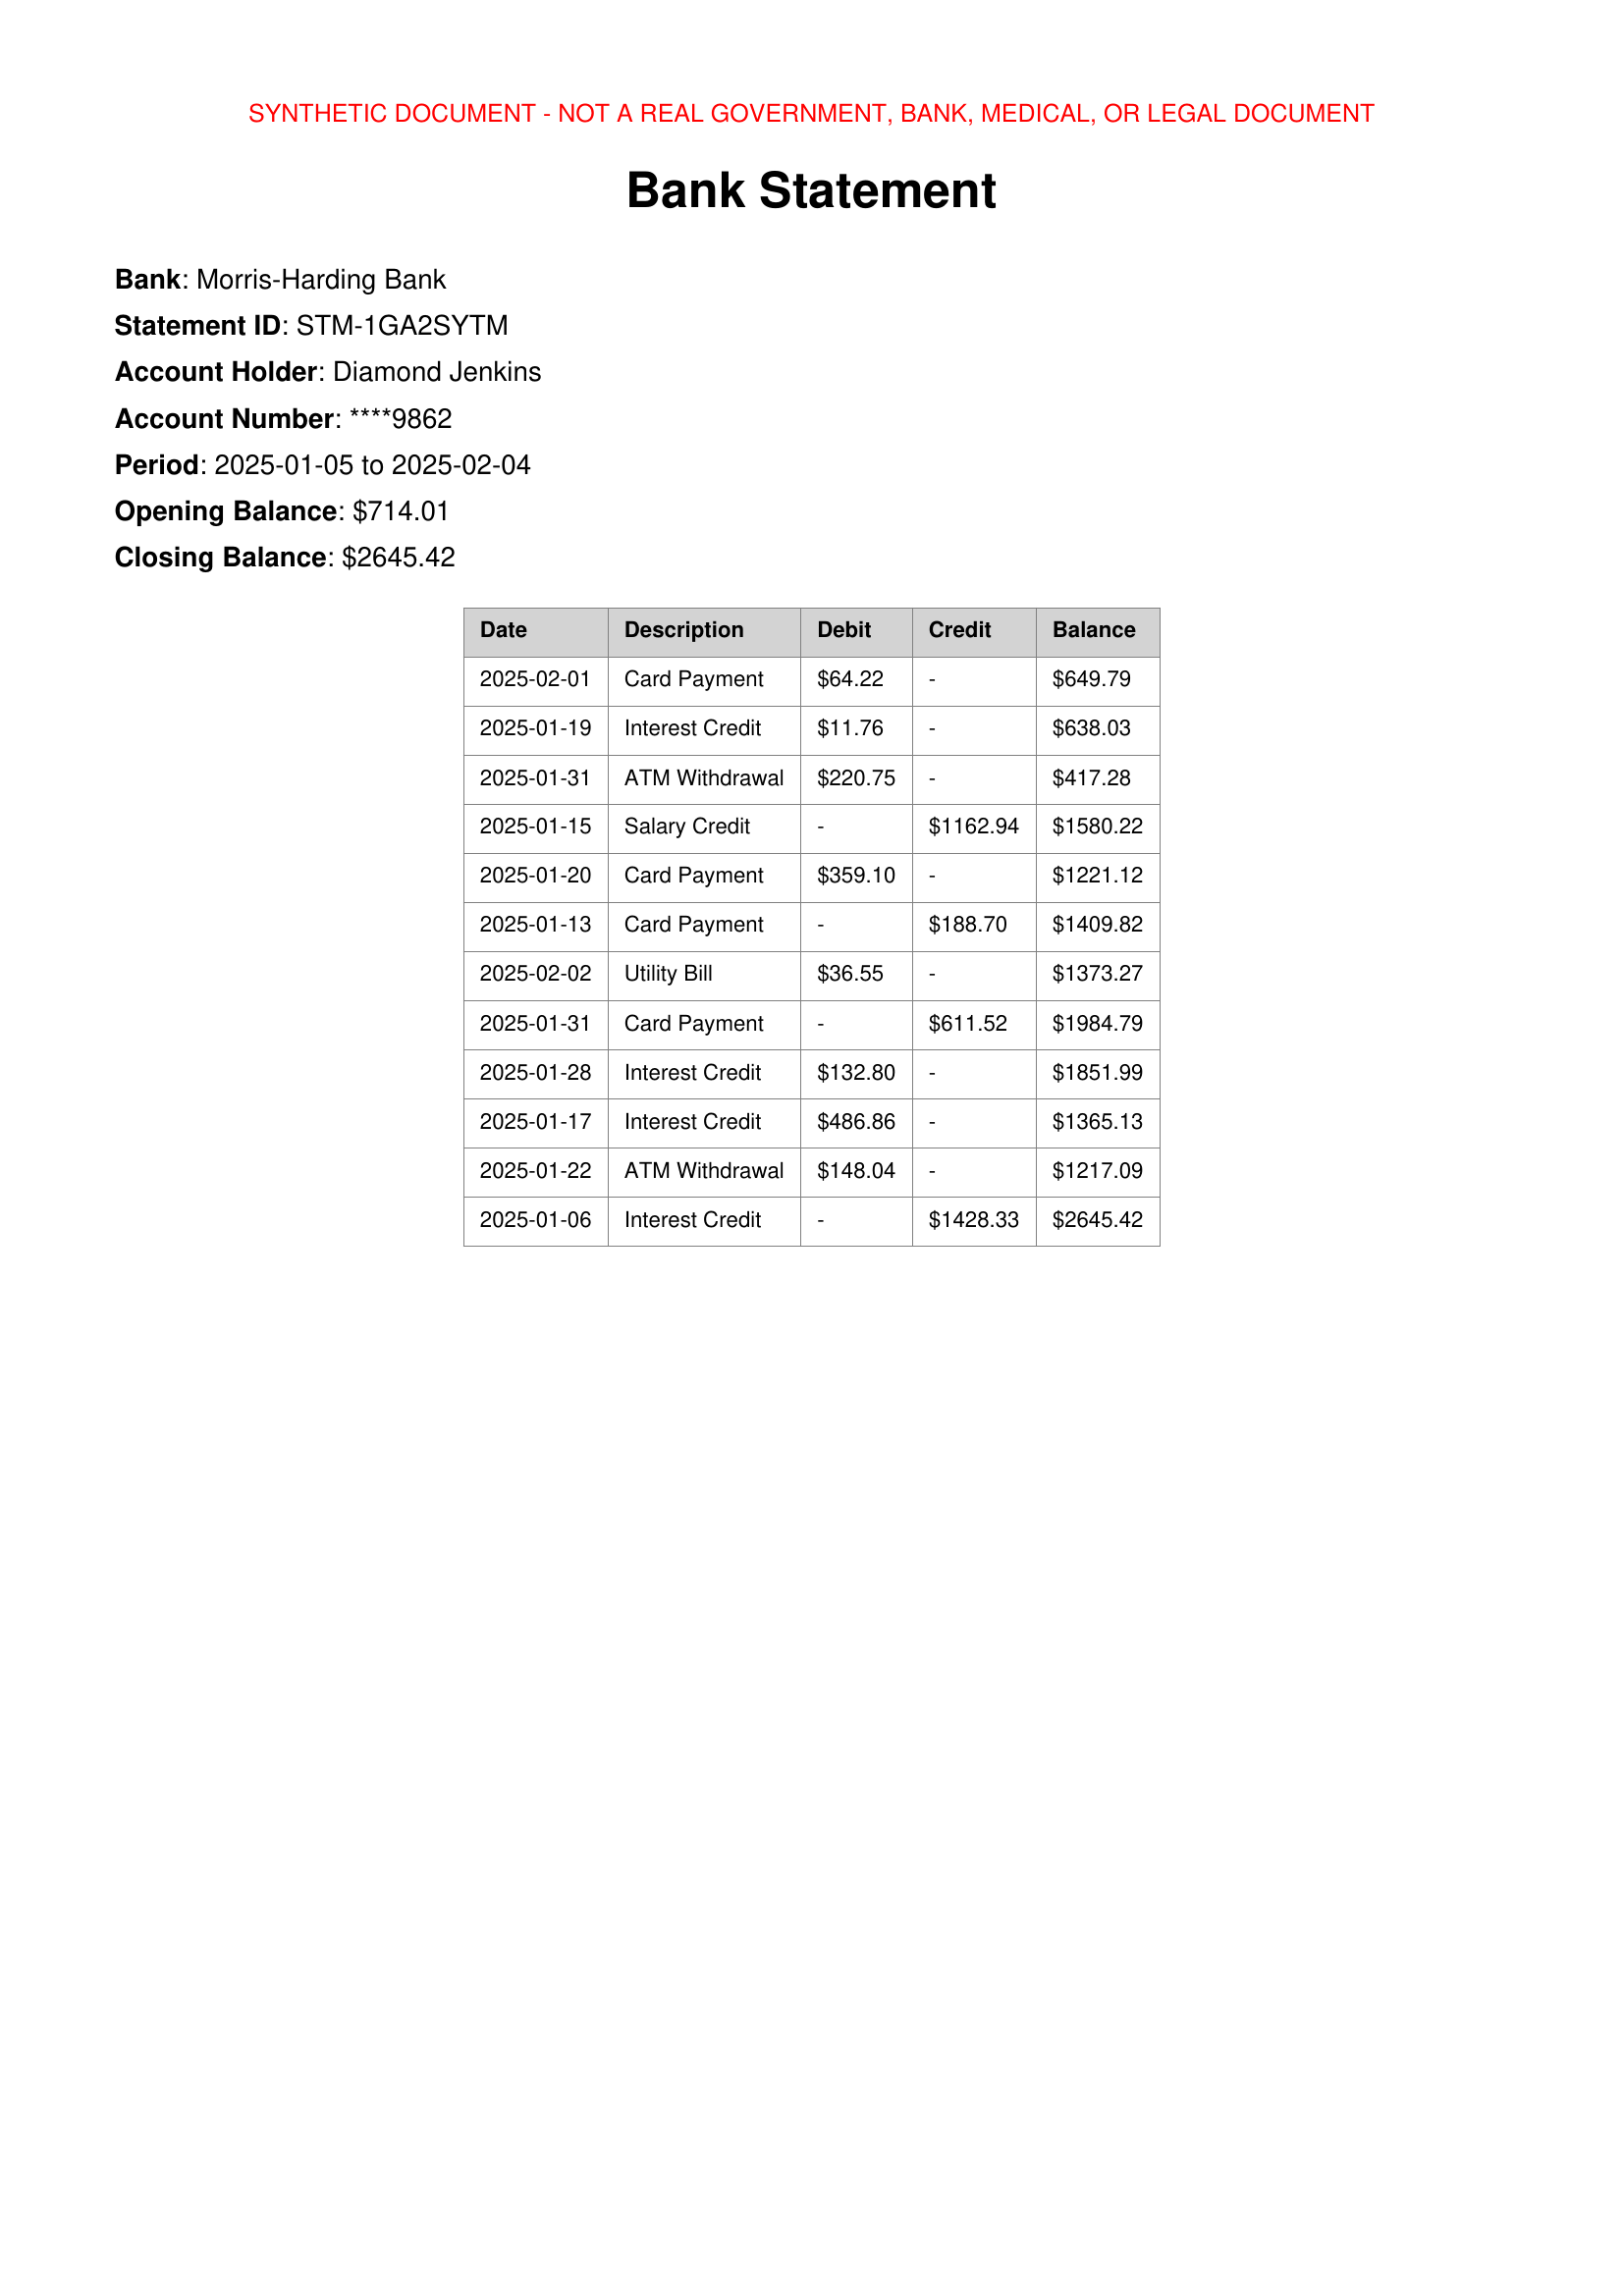 SYNTHETIC DOCUMENT - NOT A REAL GOVERNMENT, BANK, MEDICAL, OR LEGAL DOCUMENT
Bank Statement
Bank: Morris-Harding Bank
Statement ID: STM-1GA2SYTM
Account Holder: Diamond Jenkins
Account Number: ****9862
Period: 2025-01-05 to 2025-02-04
Opening Balance: $714.01
Closing Balance: $2645.42
Date Description Debit Credit Balance
2025-02-01 Card Payment $64.22 - $649.79
2025-01-19 Interest Credit $11.76 - $638.03
2025-01-31 ATM Withdrawal $220.75 - $417.28
2025-01-15 Salary Credit - $1162.94 $1580.22
2025-01-20 Card Payment $359.10 - $1221.12
2025-01-13 Card Payment - $188.70 $1409.82
2025-02-02 Utility Bill $36.55 - $1373.27
2025-01-31 Card Payment - $611.52 $1984.79
2025-01-28 Interest Credit $132.80 - $1851.99
2025-01-17 Interest Credit $486.86 - $1365.13
2025-01-22 ATM Withdrawal $148.04 - $1217.09
2025-01-06 Interest Credit - $1428.33 $2645.42